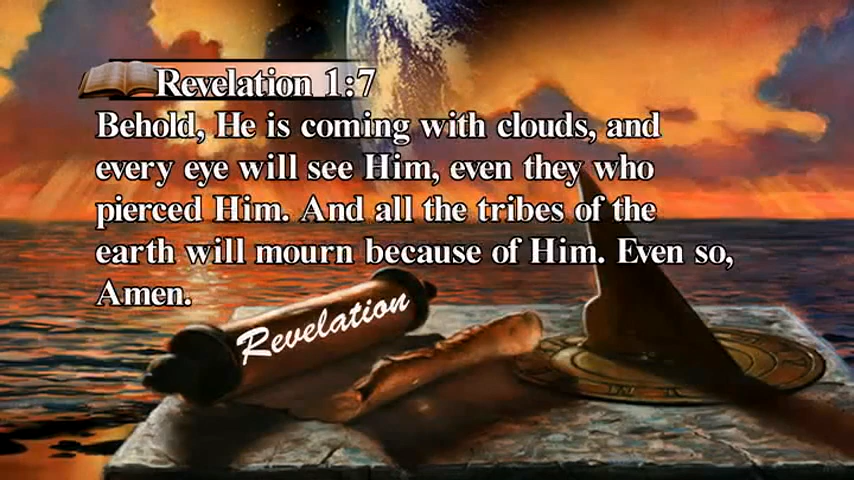 Revelation 1:7
Behold, He is coming with clouds, and
every eye will see Him, even they who
pierced Him. And all the tribes of the
earth will mourn because of Him. Even so,
Amen.
Revelation